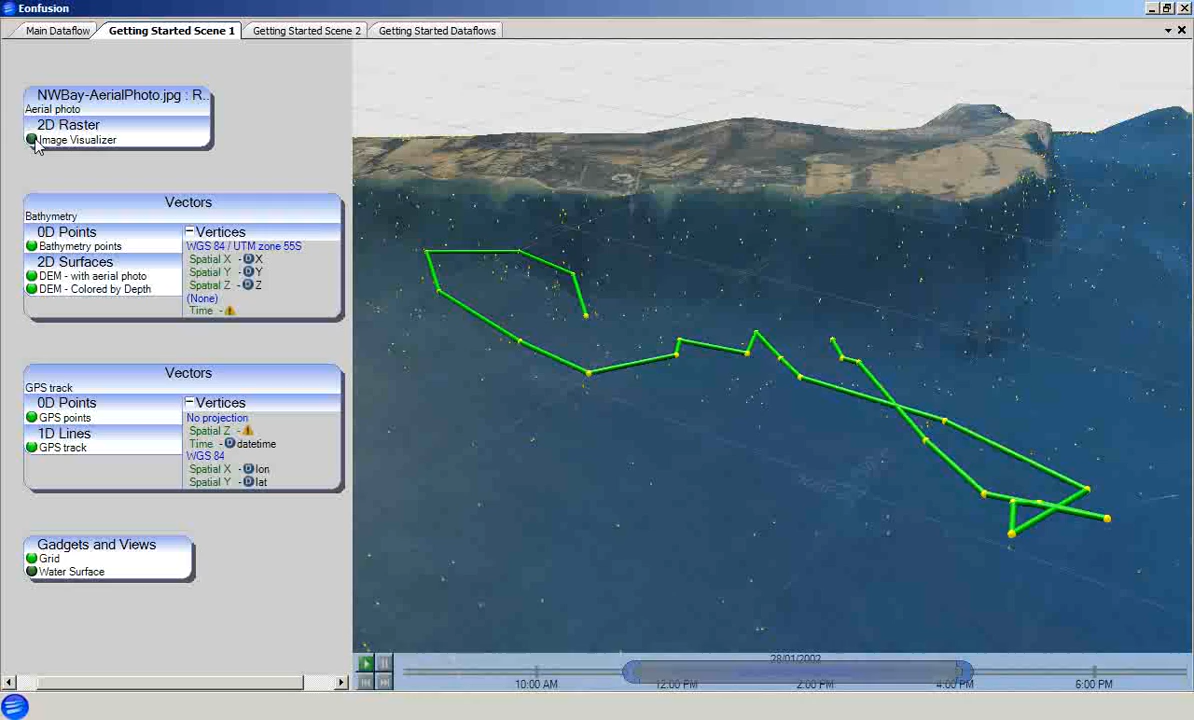 Eonfusion
Main Dataflow
Getting Started Scene 1
Getting Started Scene 2
Getting Started Dataflows
NWBay-AerialPhoto.jpg : R..
Aerial photo
2D Raster
Image Visualizer
Vectors
Bathymetry
0D Points
Bathymetry points
2D Surfaces
DEM - with aerial photo
DEM - Colored by Depth
Vertices
WGS 84 / UTM zone 55S
Spatial X - D X
Spatial Y - D Y
Spatial Z - D Z
(None)
Time -
Vectors
GPS track
0D Points
GPS points
1D Lines
GPS track
Vertices
No projection
Spatial Z -
Time - D datetime
WGS 84
Spatial X - D lon
Spatial Y - D lat
Gadgets and Views
Grid
Water Surface
28/01/2002
10:00 AM
12:00 PM
2:00 PM
4:00 PM
6:00 PM